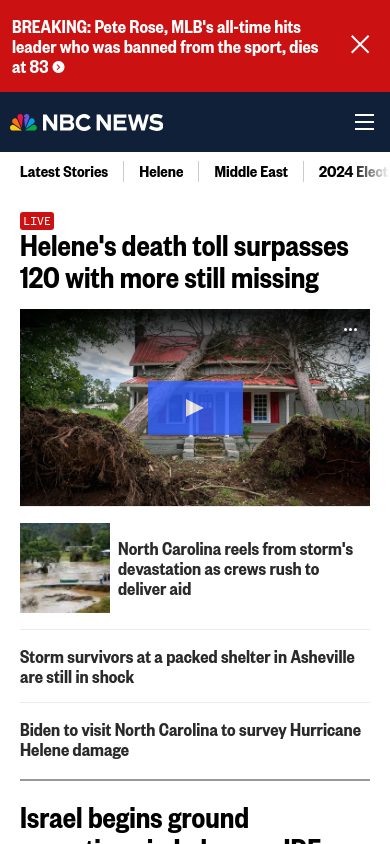 BREAKING: Pete Rose, MLB's all-time hits
leader who was banned from the sport, dies
at 83
NBC NEWS
Latest Stories
Helene
Middle East
2024 Elect
LIVE
Helene's death toll surpasses
120 with more still missing
North Carolina reels from storm's
devastation as crews rush to
deliver aid
Storm survivors at a packed shelter in Asheville
are still in shock
Biden to visit North Carolina to survey Hurricane
Helene damage
Israel begins ground